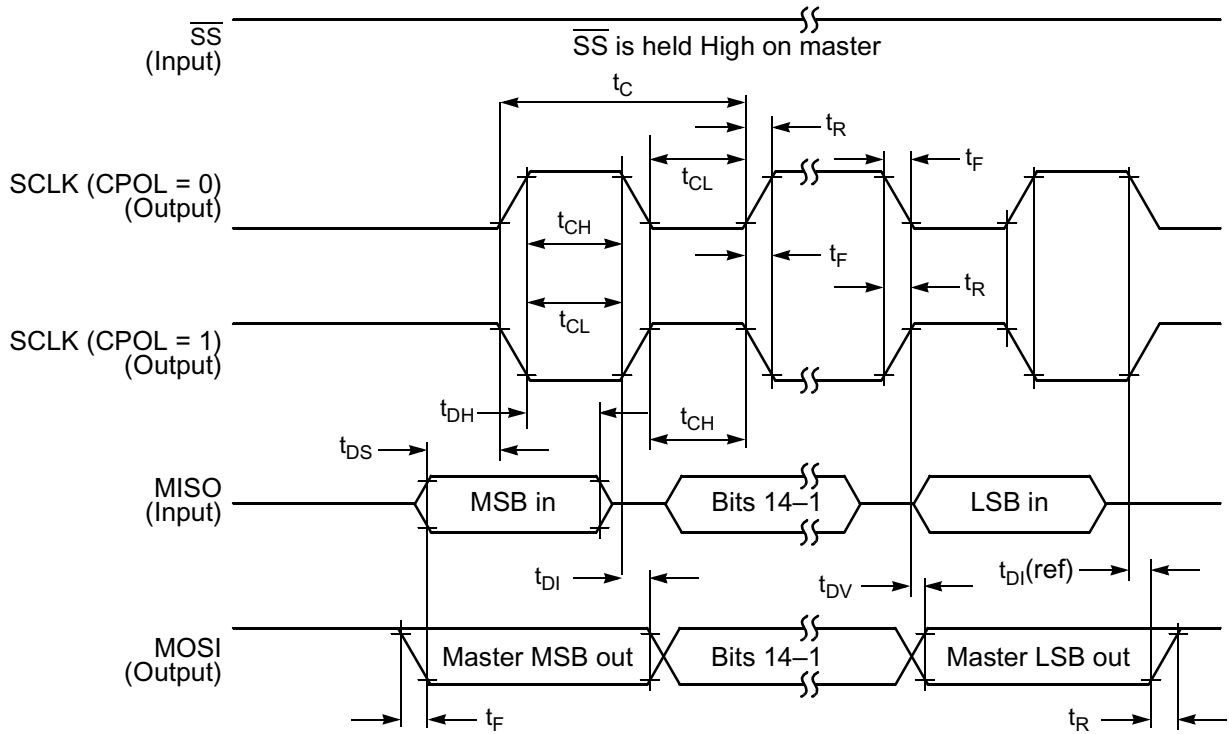 SS
(Input)
SS is held High on master
tC
tR
tF
SCLK (CPOL = 0)
(Output)
tCL
tCH
tF
tR
tCL
SCLK (CPOL = 1)
(Output)
tDH
tCH
tDS
MISO
(Input)
MSB in
Bits 14–1
LSB in
tDI
tDV
tDI(ref)
MOSI
(Output)
Master MSB out
Bits 14–1
Master LSB out
tF
tR